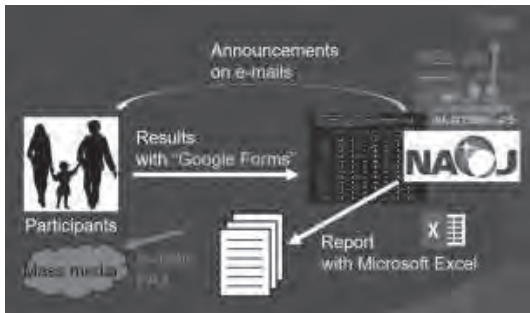 Announcements
on e-mails
Results
with "Google Forms"
NAOJ
Participants
Report
with Microsoft Excel
X
Mass media